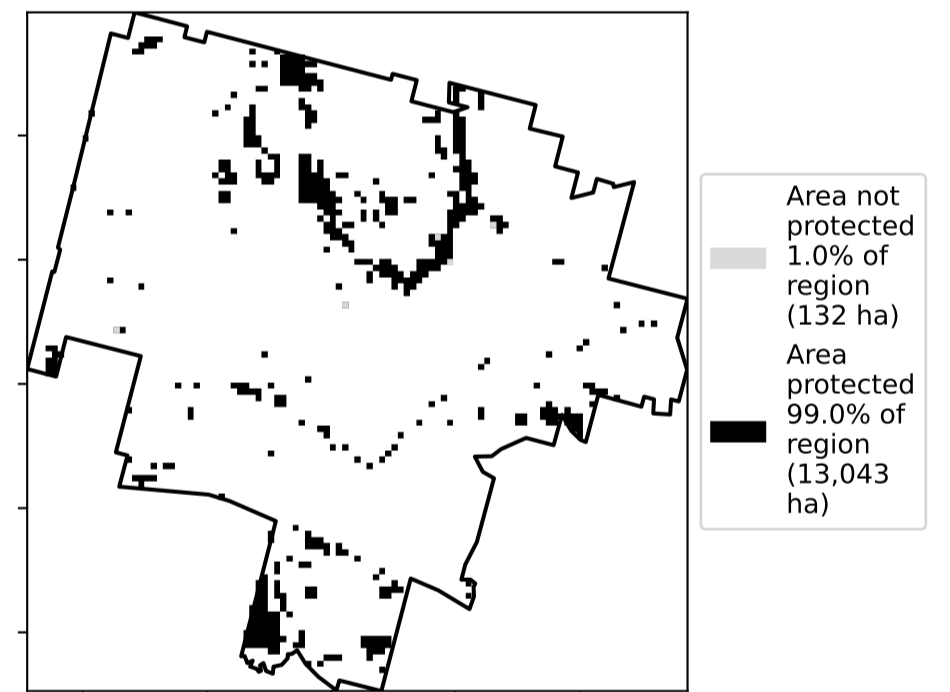 Area not
protected
1.0% of
region
(132 ha)
Area
protected
99.0% of
region
(13,043
ha)